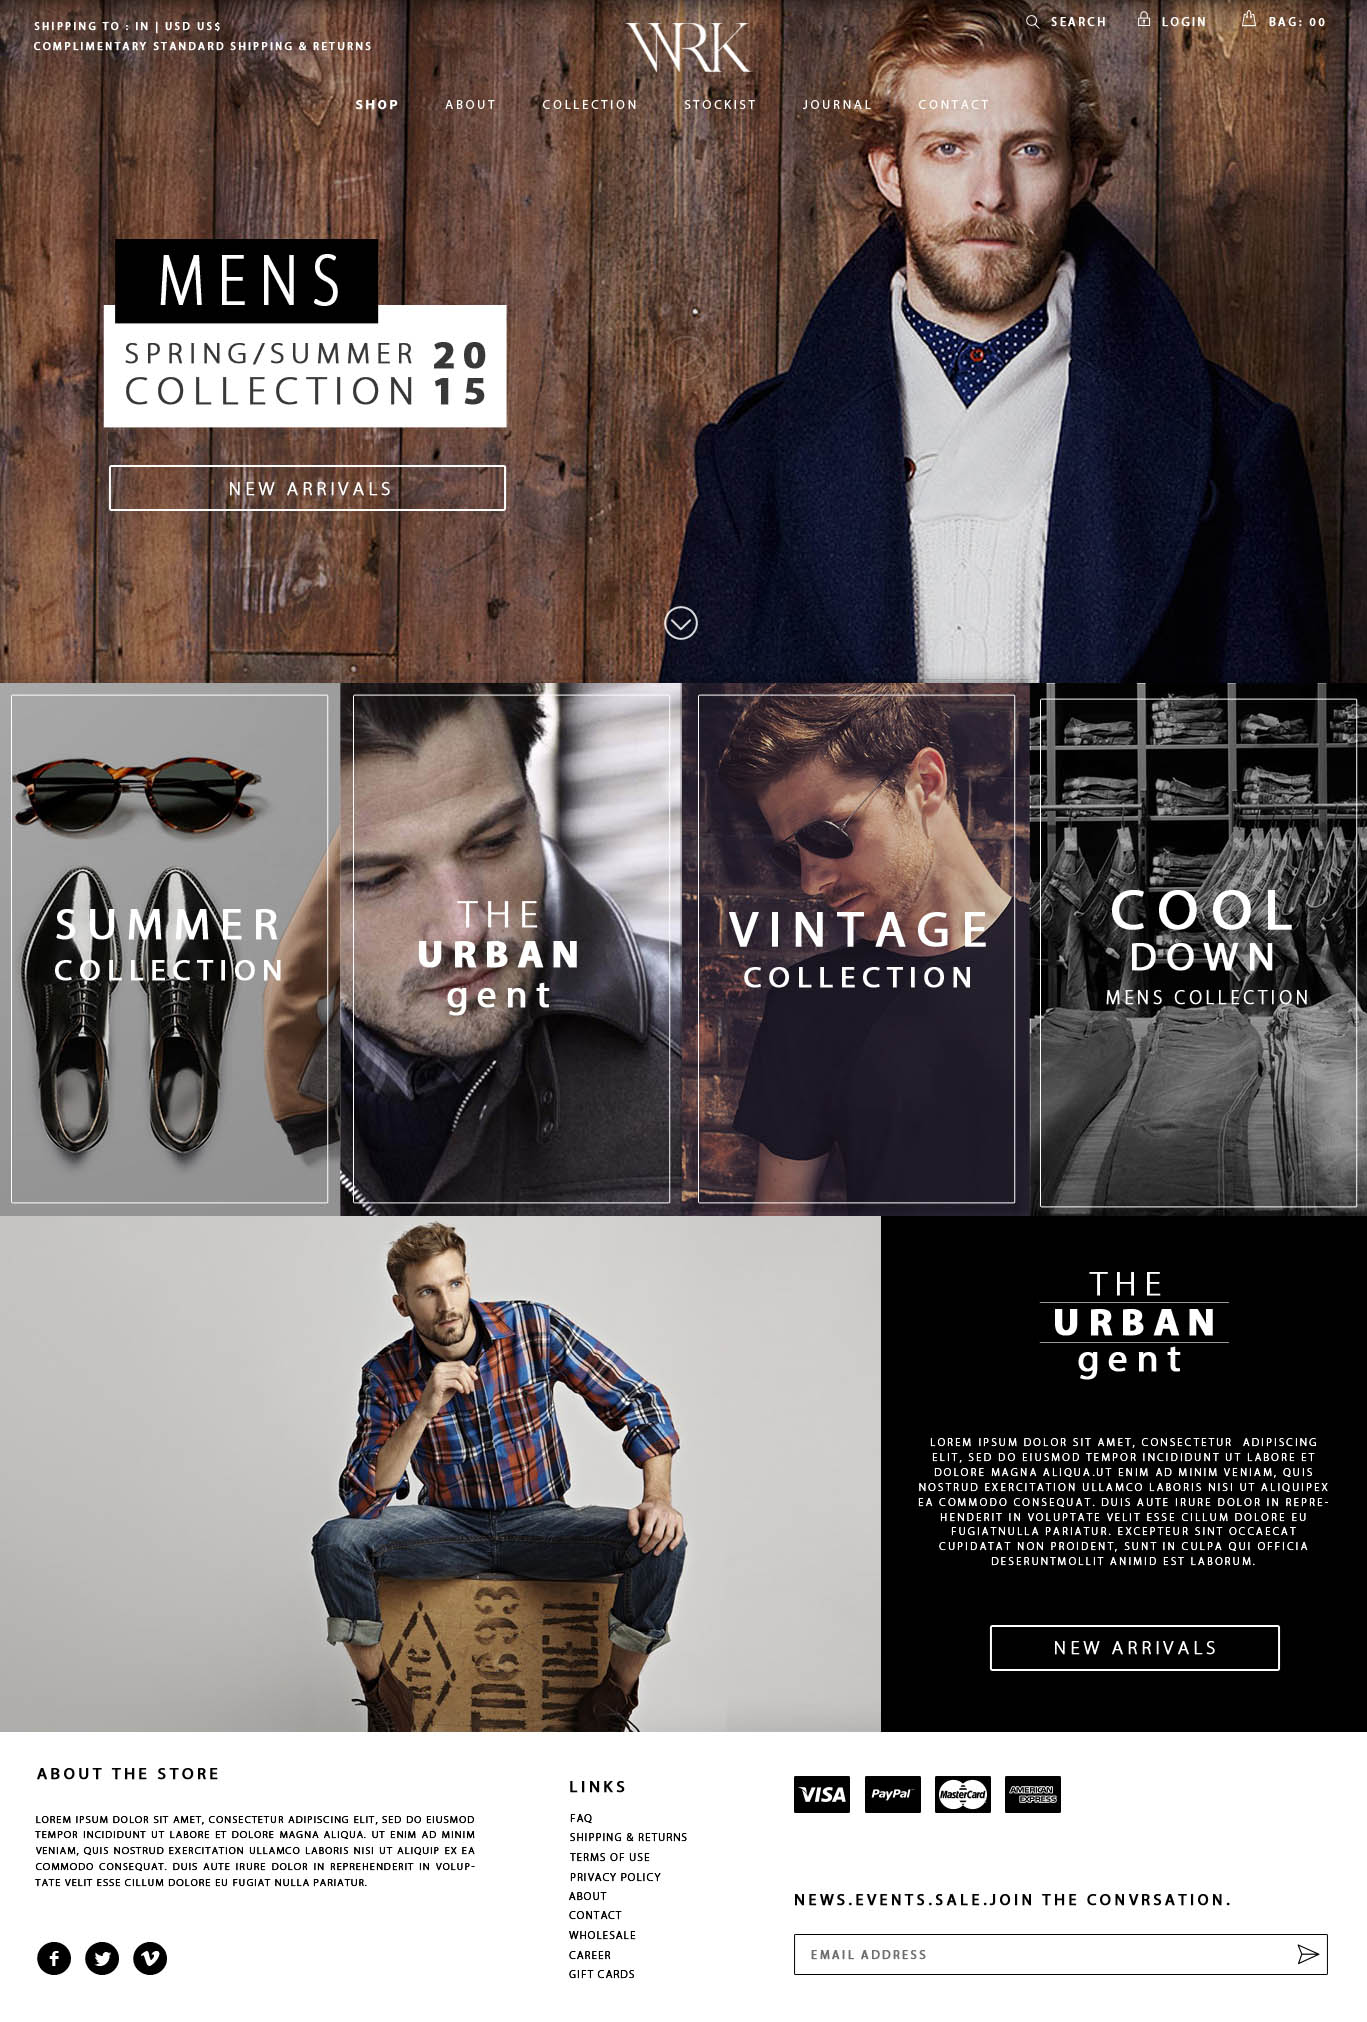 SHIPPING TO : IN | USD US$
COMPLIMENTARY STANDARD SHIPPING & RETURNS
WRK
SEARCH
LOGIN
BAG: 00
SHOP ABOUT COLLECTION STOCKIST JOURNAL CONTACT
MENS
SPRING/SUMMER
COLLECTION
20
15
NEW ARRIVALS
SUMMER
COLLECTION
THE
URBAN
gent
VINTAGE
COLLECTION
COOL
DOWN
MENS COLLECTION
THE
URBAN
gent
LOREM IPSUM DOLOR SIT AMET, CONSECTETUR ADIPISCING
ELIT, SED DO EIUSMOD TEMPOR INCIDIDUNT UT LABORE ET
DOLORE MAGNA ALIQUA.UT ENIM AD MINIM VENIAM, QUIS
NOSTRUD EXERCITATION ULLAMCO LABORIS NISI UT ALIQUIPEX
EA COMMODO CONSEQUAT. DUIS AUTE IRURE DOLOR IN REPRE-
HENDERIT IN VOLUPTATE VELIT ESSE CILLUM DOLORE EU
FUGIATNULLA PARIATUR. EXCEPTEUR SINT OCCAECAT
CUPIDATAT NON PROIDENT, SUNT IN CULPA QUI OFFICIA
DESERUNTMOLLIT ANIMID EST LABORUM.
NEW ARRIVALS
ABOUT THE STORE
LOREM IPSUM DOLOR SIT AMET, CONSECTETUR ADIPISCING ELIT, SED DO EIUSMOD
TEMPOR INCIDIDUNT UT LABORE ET DOLORE MAGNA ALIQUA. UT ENIM AD MINIM
VENIAM, QUIS NOSTRUD EXERCITATION ULLAMCO LABORIS NISI UT ALIQUIP EX EA
COMMODO CONSEQUAT. DUIS AUTE IRURE DOLOR IN REPREHENDERIT IN VOLUP-
TATE VELIT ESSE CILLUM DOLORE EU FUGIAT NULLA PARIATUR.
LINKS
FAQ
SHIPPING & RETURNS
TERMS OF USE
PRIVACY POLICY
ABOUT
CONTACT
WHOLESALE
CAREER
GIFT CARDS
VISA
PayPal
MasterCard
AMERICAN
EXPRESS
NEWS.EVENTS.SALE.JOIN THE CONVRSATION.
EMAIL ADDRESS